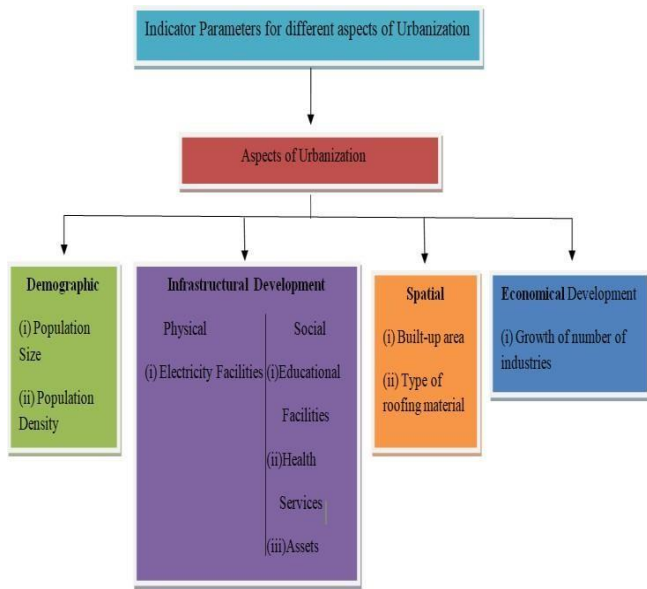 Indicator Parameters for different aspects of Urbanization
Aspects of Urbanization
Demographic
(i) Population
Size
(ii) Population
Density
Infrastructural Development
Physical
(i) Electricity Facilities
Social
(i)Educational
Facilities
(ii)Health
Services
(iii)Assets
Spatial
(i) Built-up area
(ii) Type of
roofing material
Economical Development
(i) Growth of number of
industries